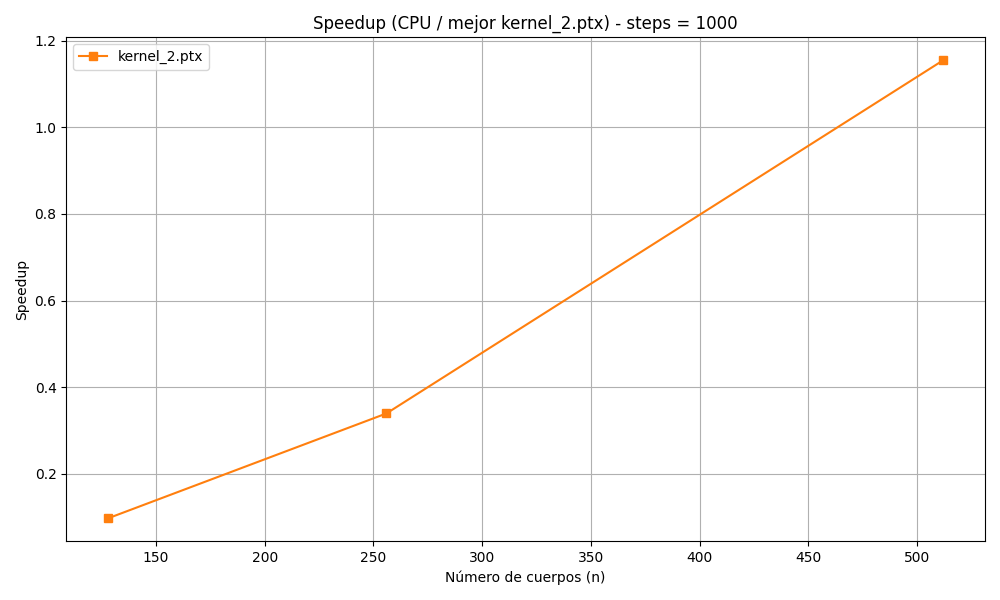 Speedup (CPU / mejor kernel_2.ptx) - steps = 1000
kernel_2.ptx
1.2
1.0
0.8
0.6
0.4
0.2
Speedup
150 200 250 300 350 400 450 500
Número de cuerpos (n)